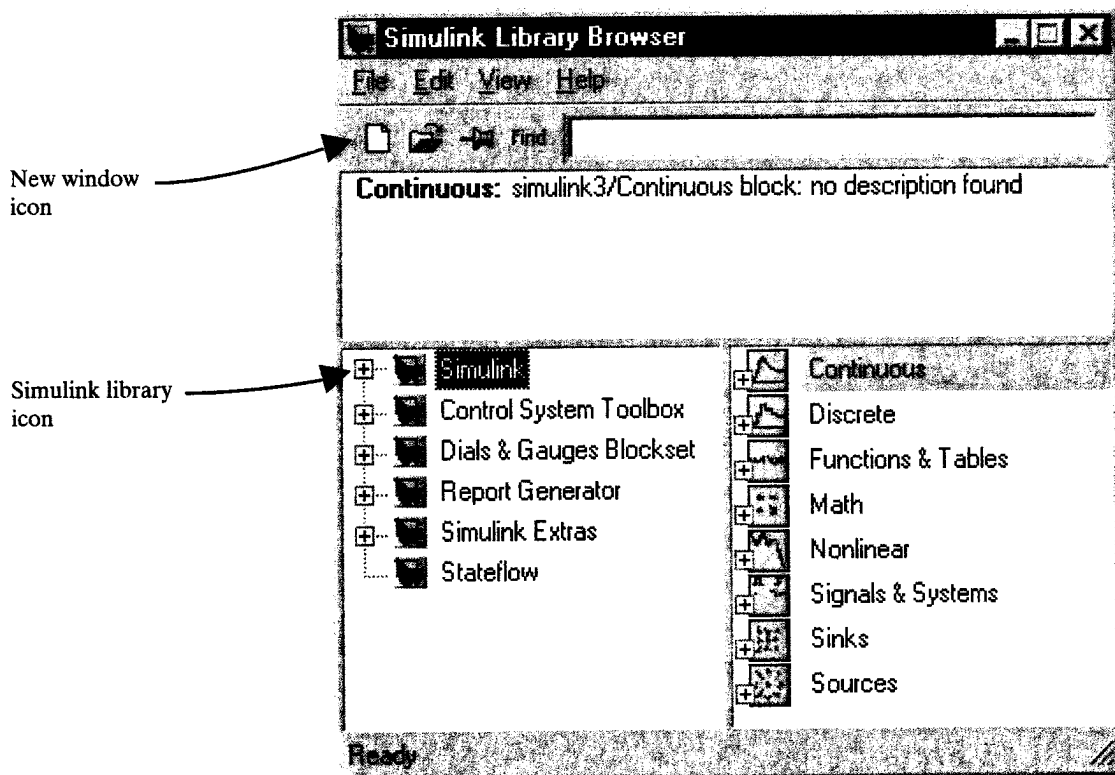 Simulink Library Browser
File Edit View Help
Find
New window
icon
Continuous: simulink3/Continuous block: no description found
Simulink library
icon
Simulink
Control System Toolbox
Dials & Gauges Blockset
Report Generator
Simulink Extras
Stateflow
Continuous
Discrete
Functions & Tables
Math
Nonlinear
Signals & Systems
Sinks
Sources
Ready